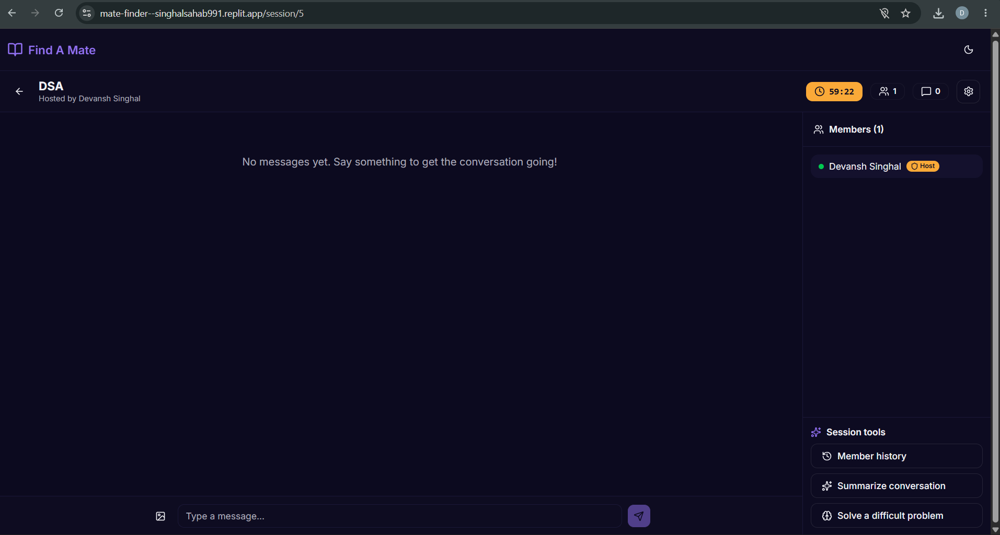 mate-finder--singhalsahab991.replit.app/session/5
D
Find A Mate
DSA
Hosted by Devansh Singhal
59:22
1
0
Members (1)
No messages yet. Say something to get the conversation going!
Devansh Singhal
Host
Session tools
Member history
Summarize conversation
Type a message...
Solve a difficult problem